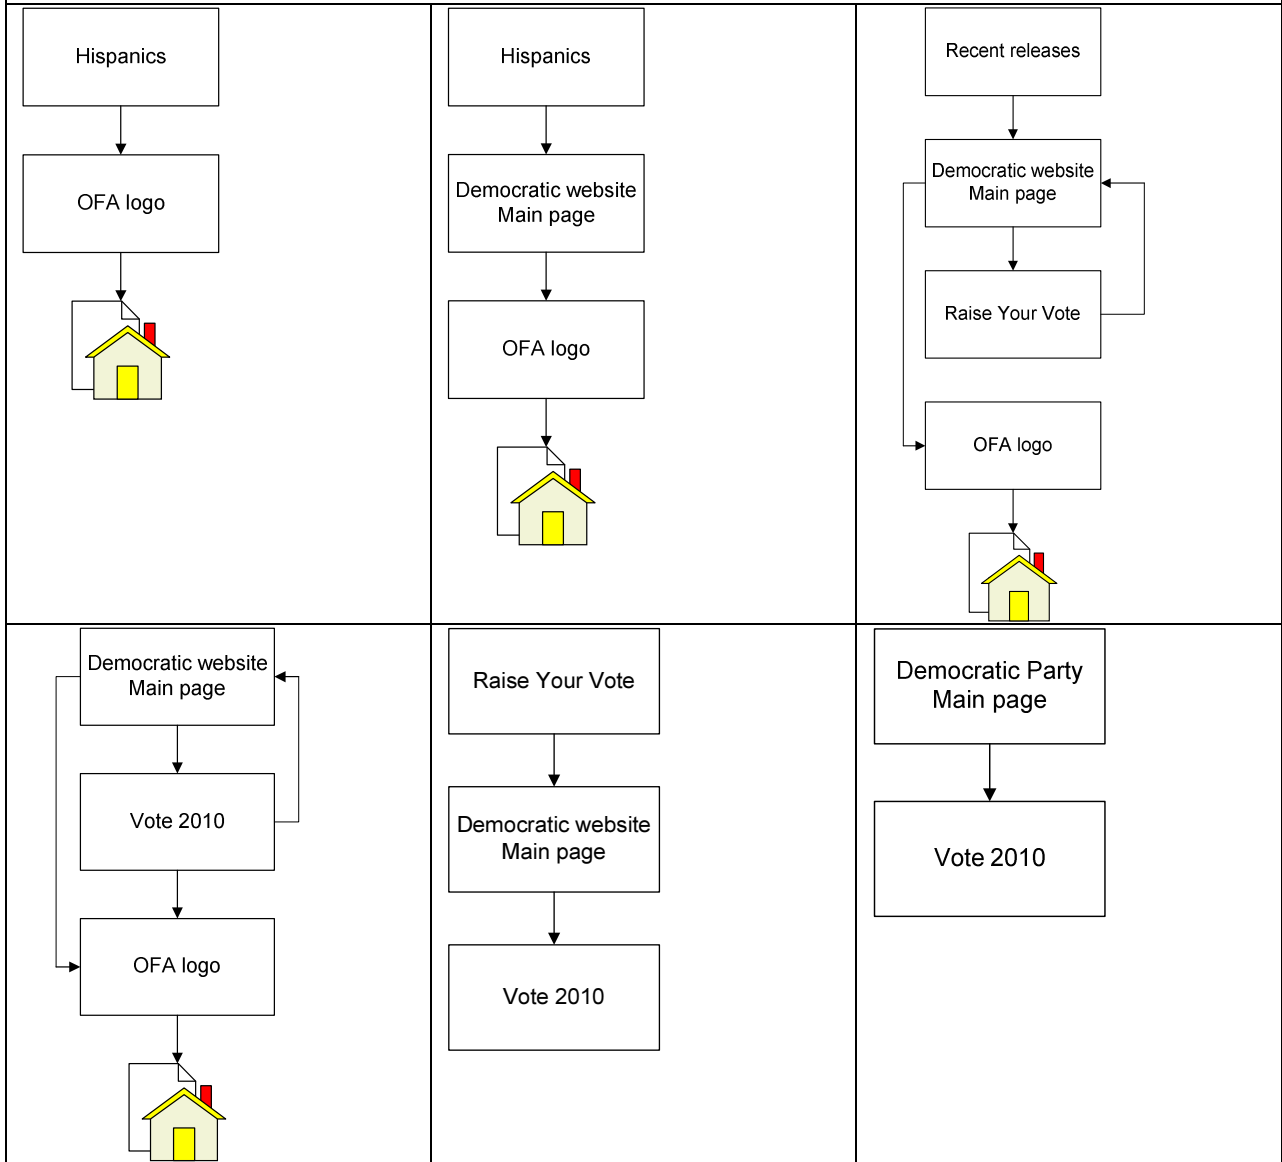 Hispanics
OFA logo
Hispanics
Democratic website
Main page
OFA logo
Recent releases
Democratic website
Main page
Raise Your Vote
OFA logo
Democratic website
Main page
Vote 2010
OFA logo
Raise Your Vote
Democratic website
Main page
Vote 2010
Democratic Party
Main page
Vote 2010